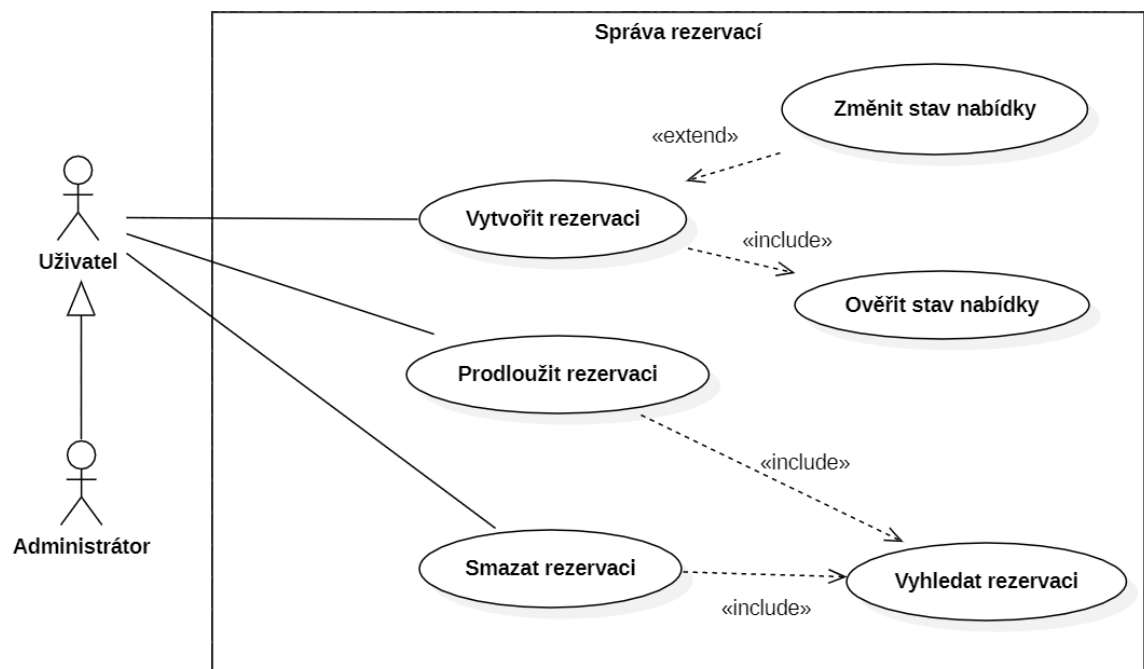 Správa rezervací
Změnit stav nabídky
«extend»
Vytvořit rezervaci
«include»
Uživatel
Ověřit stav nabídky
Prodloužit rezervaci
«include»
Administrátor
Smazat rezervaci
Vyhledat rezervaci
«include»